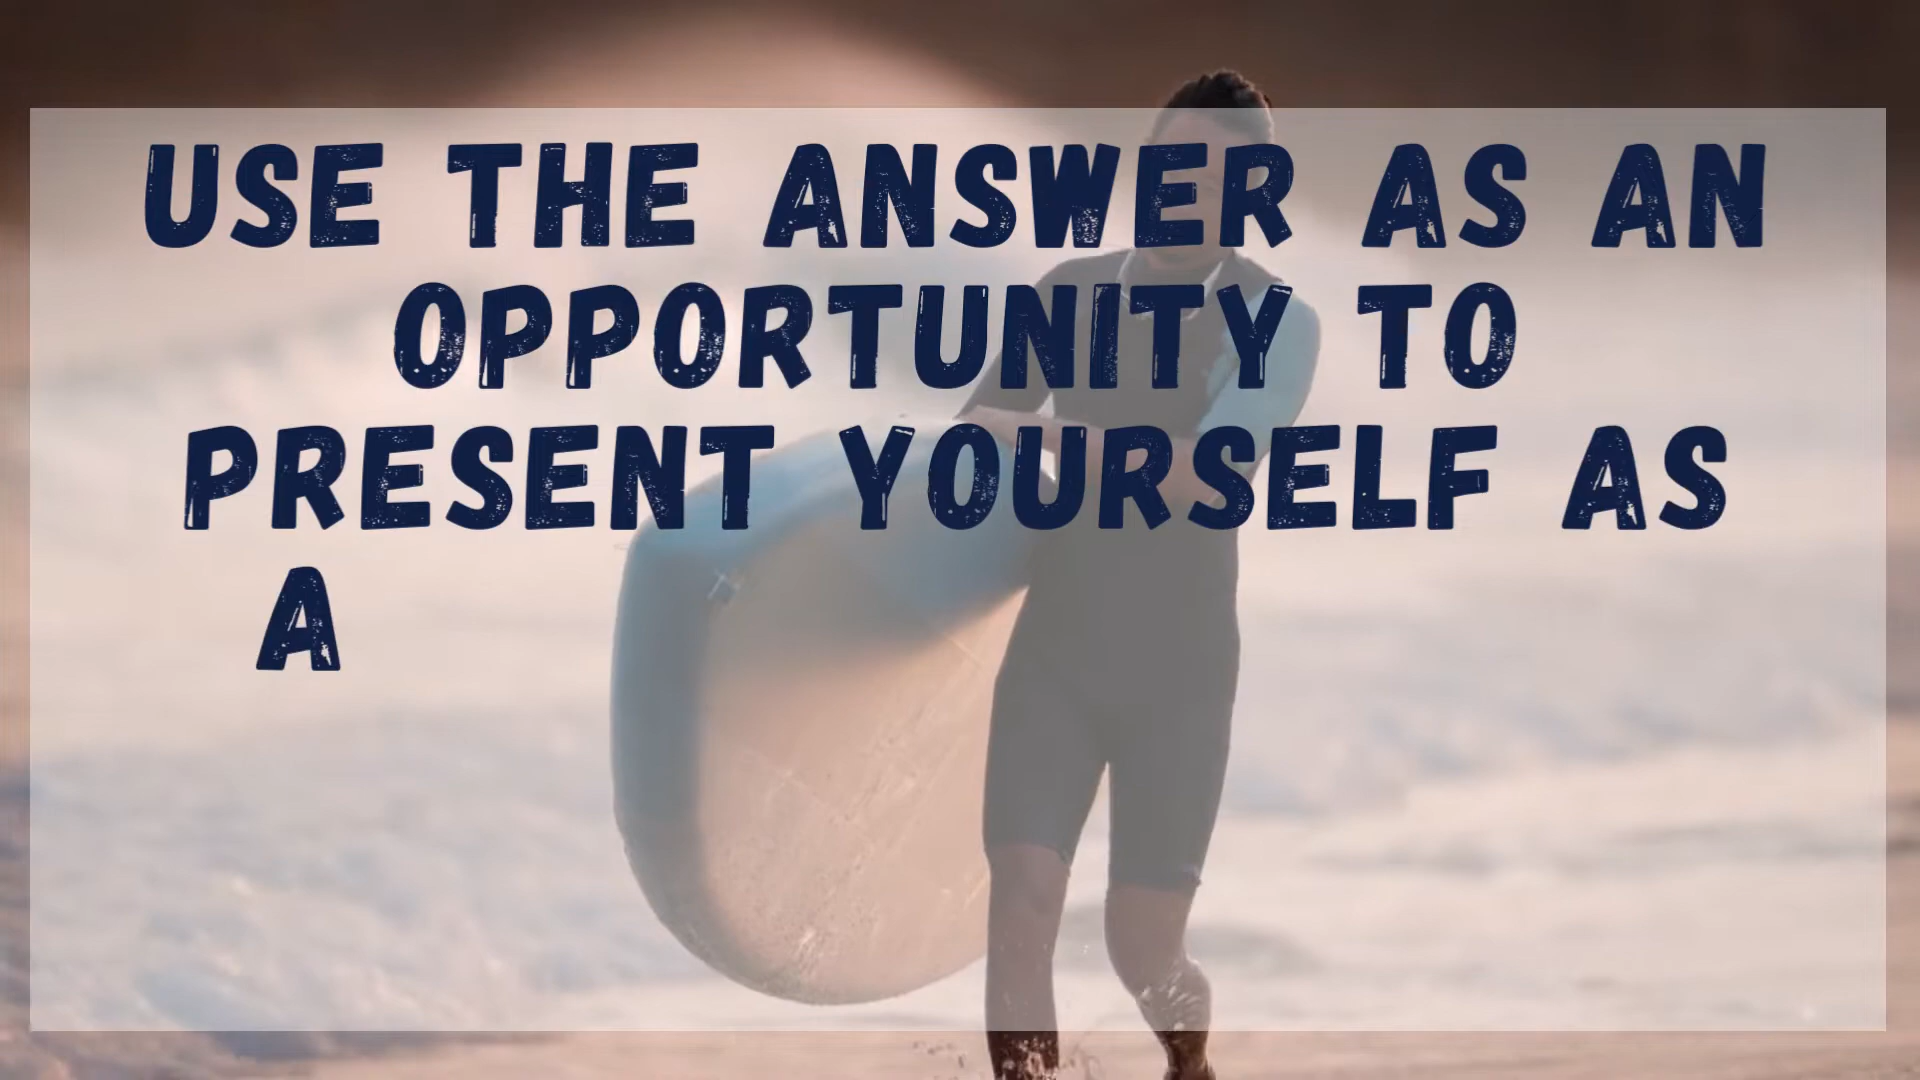 USE THE ANSWER AS AN
OPPORTUNITY TO
PRESENT YOURSELF AS
A